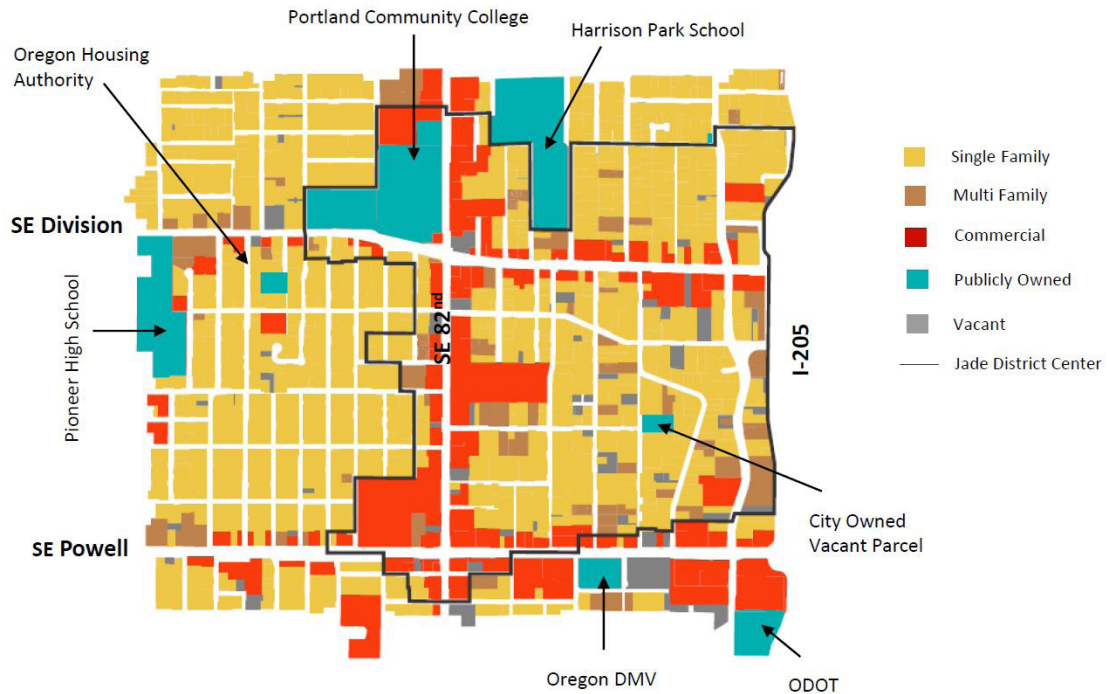 Portland Community College
Harrison Park School
Oregon Housing
Authority
Single Family
Multi Family
SE Division
Commercial
Publicly Owned
Vacant
Jade District Center
Pioneer High School
SE 82nd
I-205
City Owned
Vacant Parcel
SE Powell
Oregon DMV
ODOT